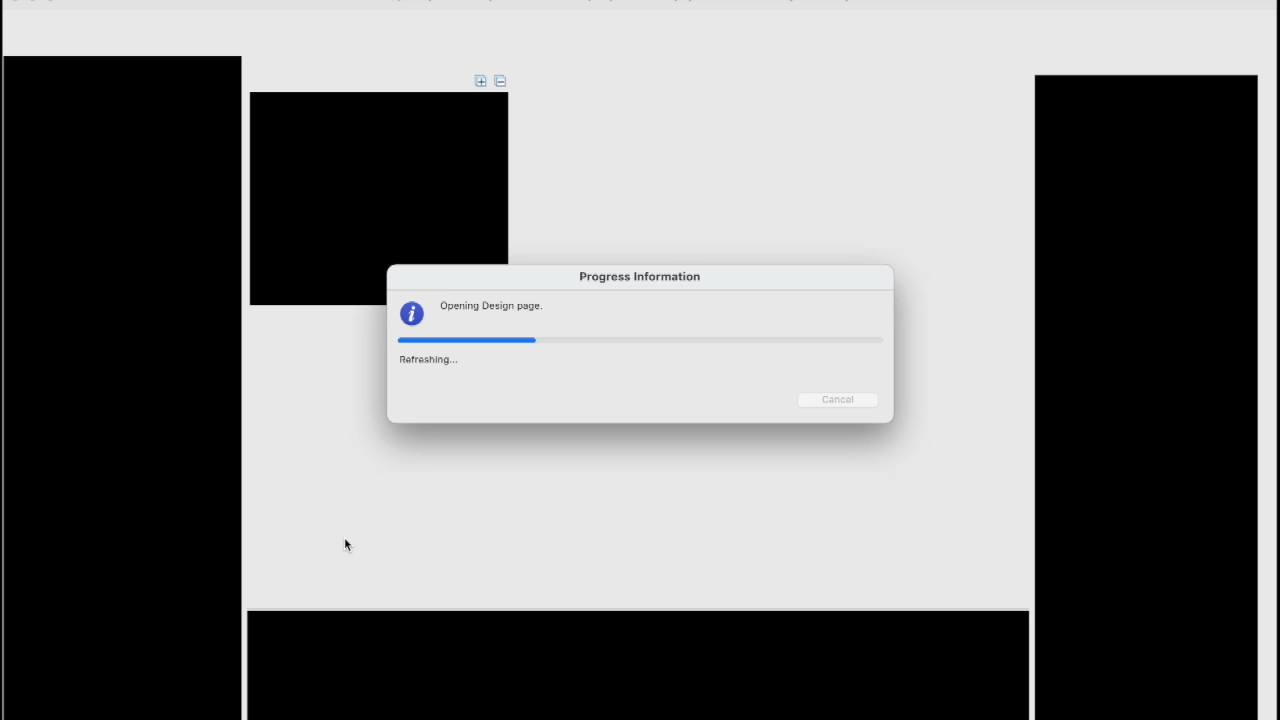 Progress Information
Opening Design page.
Refreshing...
Cancel